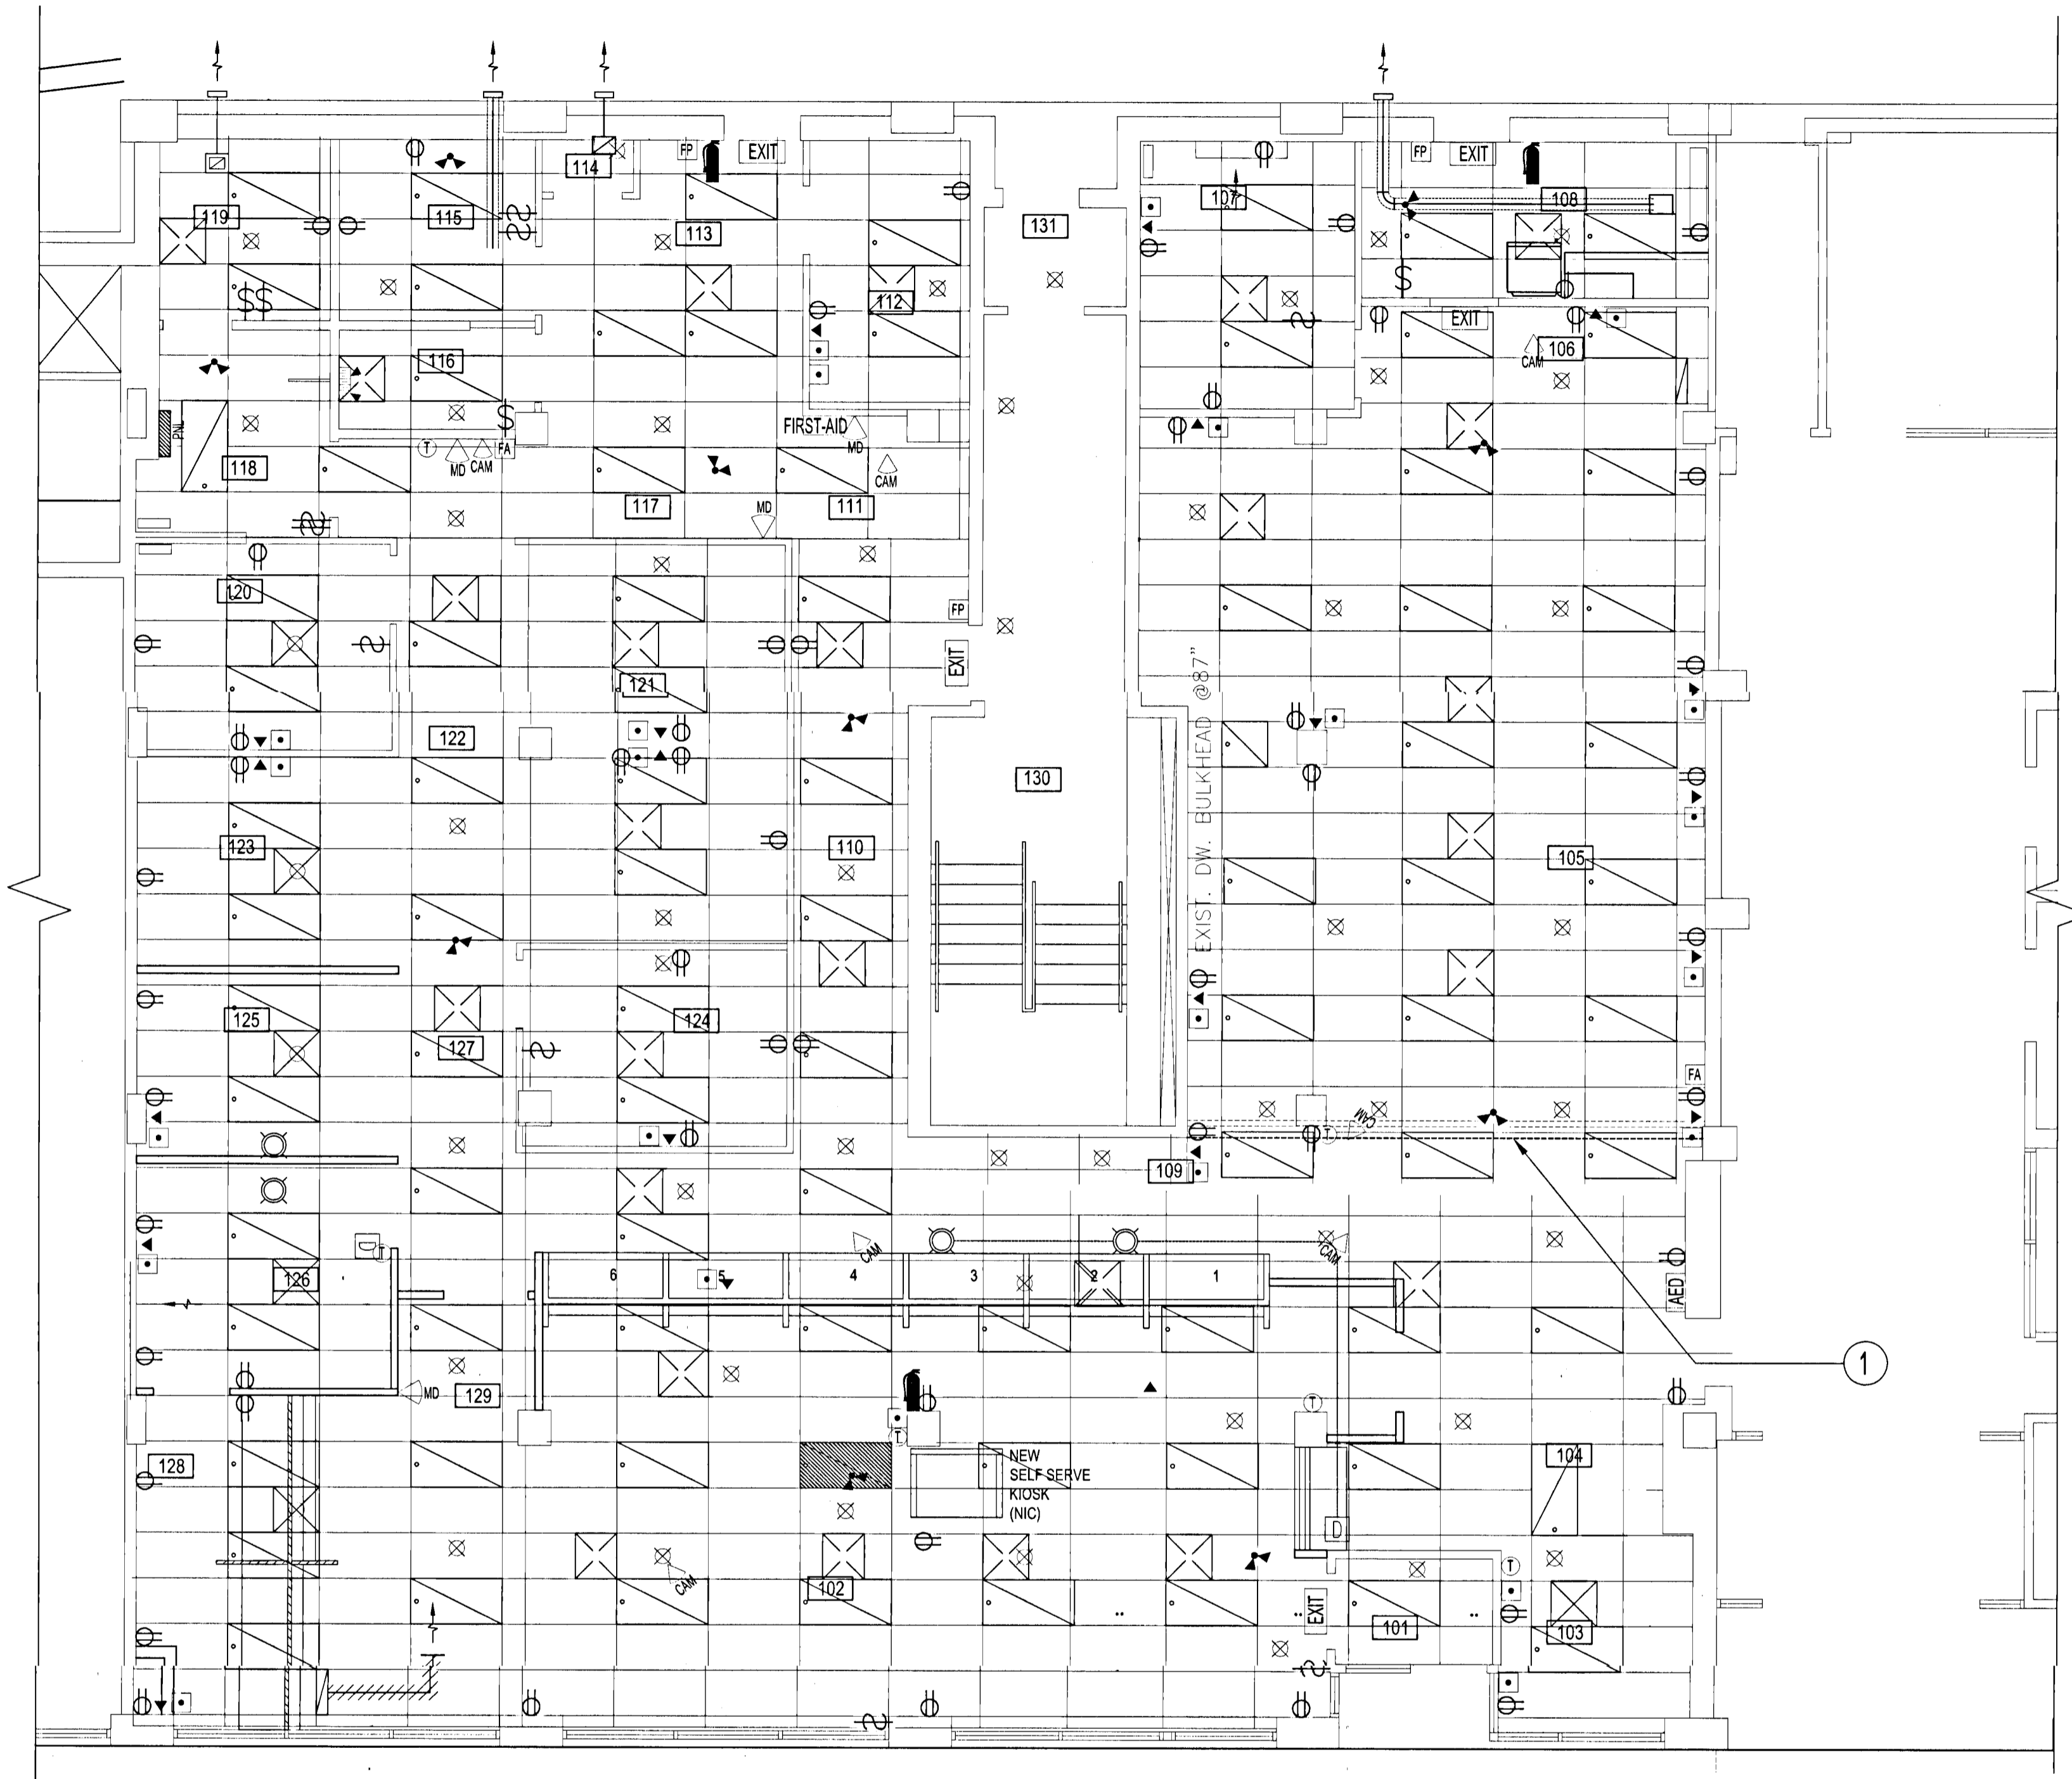 119
115
114
FP
EXIT
113
112
131
107
FP
EXIT
108
$$
116
$
EXIT
106
CAM
PNL
118
T
MD
CAM
FA
$
FIRST-AID
MD
CAM
117
MD
111
120
121
FP
EXIT
122
123
110
130
EXIST. DW. BULKHEAD @87"
105
125
127
124
FA
CAM
T
109
D
T
126
6
5
4
3
2
1
CAM
CAM
AED
1
MD
129
T
T
128
NEW
SELF SERVE
KIOSK
(NIC)
104
D
CAM
102
EXIT
101
T
103